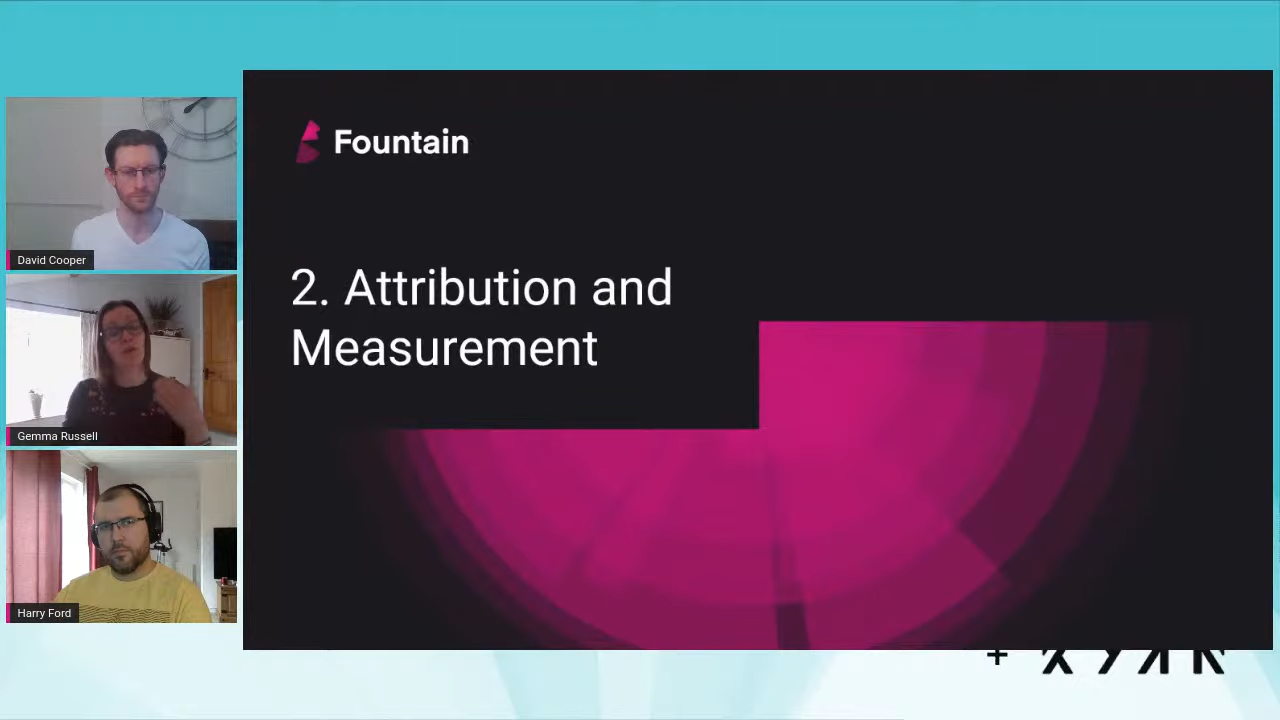 Fountain
2. Attribution and
Measurement
David Cooper
Gemma Russell
Harry Ford
+